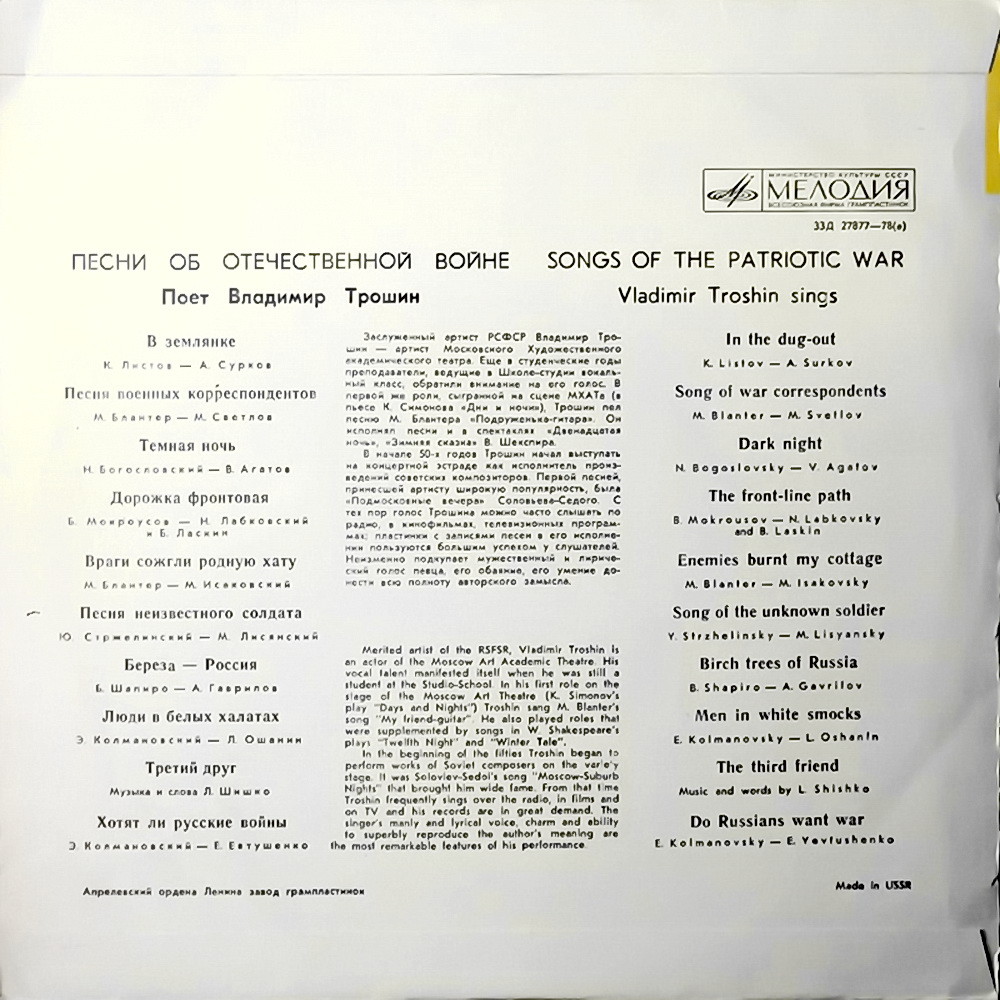 МИНИСТЕРСТВО КУЛЬТУРЫ СССР
МЕЛОДИЯ
ВСЕСОЮЗНАЯ ФИРМА ГРАМПЛАСТИНОК
33Д 27877—78(а)
ПЕСНИ ОБ ОТЕЧЕСТВЕННОЙ ВОЙНЕ
Поет Владимир Трошин
В землянке
К. Листов — А. Сурков
Песня военных корреспондентов
М. Блантер — М. Светлов
Темная ночь
Н. Богословский — В. Агатов
Дорожка фронтовая
Б. Мокроусов — Н. Лабковский
и Б. Ласкин
Враги сожгли родную хату
М. Блантер — М. Исаковский
Песня неизвестного солдата
Ю. Стржелинский — М. Лисянский
Береза — Россия
Б. Шапиро — А. Гаврилов
Люди в белых халатах
Э. Колмановский — Л. Ошанин
Третий друг
Музыка и слова Л. Шишко
Хотят ли русские войны
Э. Колмановский — Е. Евтушенко
Заслуженный артист РСФСР Владимир Тро-
шин — артист Московского Художественного
академического театра. Еще в студенческие годы
преподаватели, ведущие в Школе-студии вокаль-
ный класс, обратили внимание на его голос. В
первой же роли, сыгранной на сцене МХАТа (в
пьесе К. Симонова «Дни и ночи»), Трошин пел
песню М. Блантера «Подруженька-гитара». Он
исполнял песни и в спектаклях «Двенадцатая
ночь», «Зимняя сказка» В. Шекспира.
В начале 50-х годов Трошин начал выступать
на концертной эстраде как исполнитель произ-
ведений советских композиторов. Первой песней,
принесшей артисту широкую популярность, была
«Подмосковные вечера» Соловьева-Седого. С
тех пор голос Трошина можно часто слышать по
радио, в кинофильмах, телевизионных програм-
мах; пластинки с записями песен в его исполне-
нии пользуются большим успехом у слушателей.
Неизменно подкупает мужественный и лириче-
ский голос певца, его обаяние, его умение до-
нести всю полноту авторского замысла.
Merited artist of the RSFSR, Vladimir Troshin is
an actor of the Moscow Art Academic Theatre. His
vocal talent manifested itself when he was still a
student at the Studio-School. In his first role on the
stage of the Moscow Art Theatre (K. Simonov's
play "Days and Nights") Troshin sang M. Blanter's
song "My friend-guitar". He also played roles that
were supplemented by songs in W. Shakespeare's
plays "Twelfth Night" and "Winter Tale".
In the beginning of the fifties Troshin began to
perform works of Soviet composers on the variety
stage. It was Soloviev-Sedoi's song "Moscow-Suburb
Nights" that brought him wide fame. From that time
Troshin frequently sings over the radio, in films and
on TV and his records are in great demand. The
singer's manly and lyrical voice, charm and ability
to superbly reproduce the author's meaning are
the most remarkable features of his performance.
SONGS OF THE PATRIOTIC WAR
Vladimir Troshin sings
In the dug-out
K. Listov — A. Surkov
Song of war correspondents
M. Blanter — M. Svetlov
Dark night
N. Bogoslovsky — V. Agatov
The front-line path
B. Mokrousov — N. Labkovsky
and B. Laskin
Enemies burnt my cottage
M. Blanter — M. Isakovsky
Song of the unknown soldier
Y. Strzhelinsky — M. Lisyansky
Birch trees of Russia
B. Shapiro — A. Gavrilov
Men in white smocks
E. Kolmanovsky — L. Oshanin
The third friend
Music and words by L. Shishko
Do Russians want war
E. Kolmanovsky — E. Yevtushenko
Апрелевский ордена Ленина завод грампластинок
Made in USSR